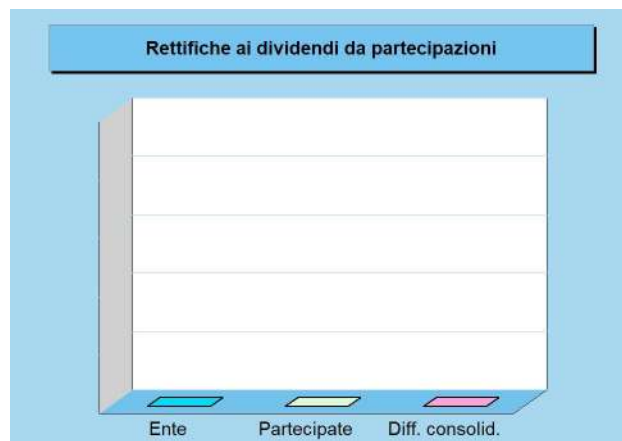 Rettifiche ai dividendi da partecipazioni
Ente Partecipate Diff. consolid.